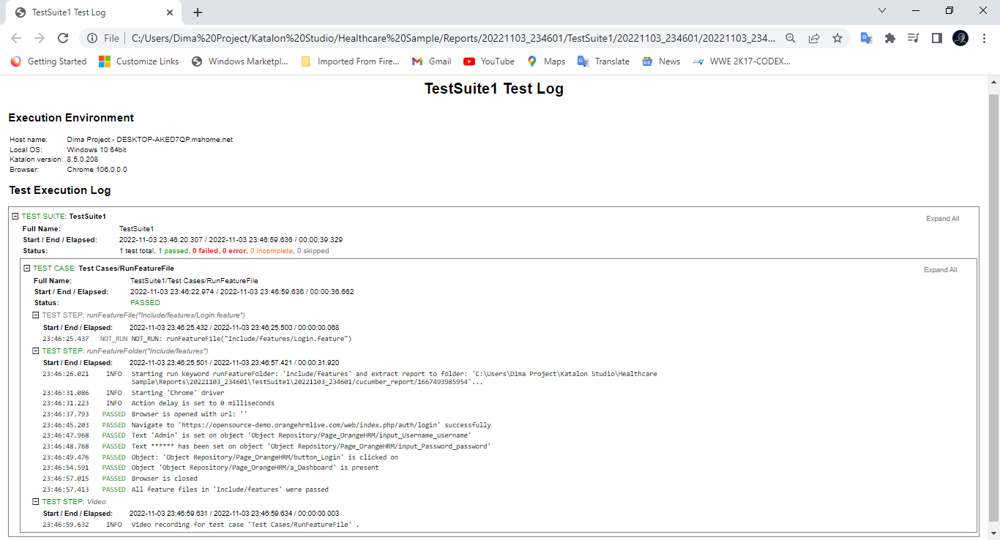 TestSuite1 Test Log
File C:/Users/Dima%20Project/Katalon%20Studio/Healthcare%20Sample/Reports/20221103_234601/TestSuite1/20221103_234601/20221103_234...
Getting Started Customize Links Windows Marketpl... Imported From Fire... Gmail YouTube Maps Translate News WWE 2K17-CODEX...
TestSuite1 Test Log
Execution Environment
Host name: Dima Project - DESKTOP-AKED7QP.mshome.net
Local OS: Windows 10 64bit
Katalon version: 8.5.0.208
Browser: Chrome 106.0.0.0
Test Execution Log
TEST SUITE: TestSuite1 Expand All
Full Name: TestSuite1
Start / End / Elapsed: 2022-11-03 23:46:20.307 / 2022-11-03 23:46:59.636 / 00:00:39.329
Status: 1 test total, 1 passed, 0 failed, 0 error, 0 incomplete, 0 skipped
TEST CASE: Test Cases/RunFeatureFile Expand All
Full Name: TestSuite1/Test Cases/RunFeatureFile
Start / End / Elapsed: 2022-11-03 23:46:22.974 / 2022-11-03 23:46:59.636 / 00:00:36.662
Status: PASSED
TEST STEP: runFeatureFile("Include/features/Login.feature")
Start / End / Elapsed: 2022-11-03 23:46:25.432 / 2022-11-03 23:46:25.500 / 00:00:00.068
23:46:25.437 NOT_RUN NOT_RUN: runFeatureFile("Include/features/Login.feature")
TEST STEP: runFeatureFolder("Include/features")
Start / End / Elapsed: 2022-11-03 23:46:25.501 / 2022-11-03 23:46:57.421 / 00:00:31.920
23:46:26.021 INFO Starting run keyword runFeatureFolder: 'Include/features' and extract report to folder: 'C:\Users\Dima Project\Katalon Studio\Healthcare
Sample\Reports\20221103_234601\TestSuite1\20221103_234601/cucumber_report/1667493985954'...
23:46:31.086 INFO Starting 'Chrome' driver
23:46:31.223 INFO Action delay is set to 0 milliseconds
23:46:37.793 PASSED Browser is opened with url: ''
23:46:45.203 PASSED Navigate to 'https://opensource-demo.orangehrmlive.com/web/index.php/auth/login' successfully
23:46:47.968 PASSED Text 'Admin' is set on object 'Object Repository/Page_OrangeHRM/input_Username_username'
23:46:48.768 PASSED Text ****** has been set on object 'Object Repository/Page_OrangeHRM/input_Password_password'
23:46:49.476 PASSED Object: 'Object Repository/Page_OrangeHRM/button_Login' is clicked on
23:46:54.591 PASSED Object 'Object Repository/Page_OrangeHRM/a_Dashboard' is present
23:46:57.015 PASSED Browser is closed
23:46:57.413 PASSED All feature files in 'Include/features' were passed
TEST STEP: Video
Start / End / Elapsed: 2022-11-03 23:46:59.631 / 2022-11-03 23:46:59.634 / 00:00:00.003
23:46:59.632 INFO Video recording for test case 'Test Cases/RunFeatureFile' .